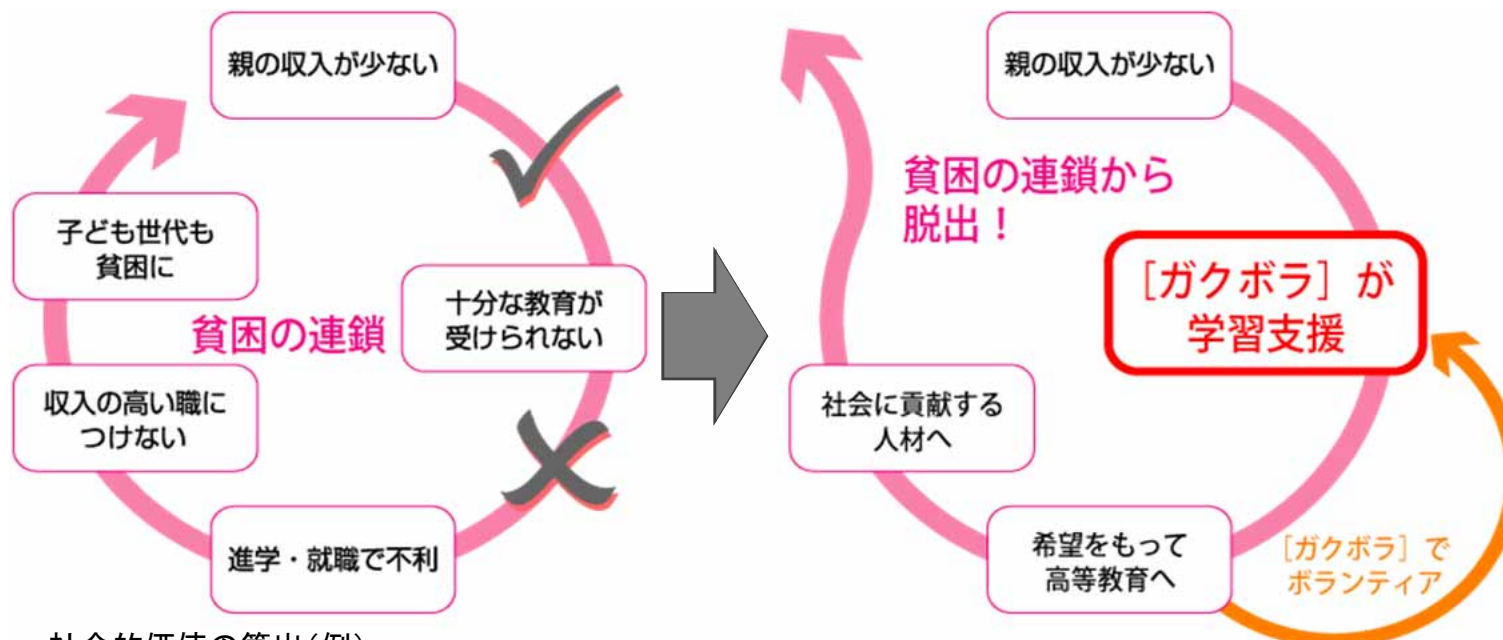 親の収入が少ない
十分な教育が
受けられない
進学・就職で不利
収入の高い職に
つけない
子ども世代も
貧困に
貧困の連鎖
親の収入が少ない
貧困の連鎖から
脱出！
［ガクボラ］が
学習支援
希望をもって
高等教育へ
社会に貢献する
人材へ
［ガクボラ］で
ボランティア